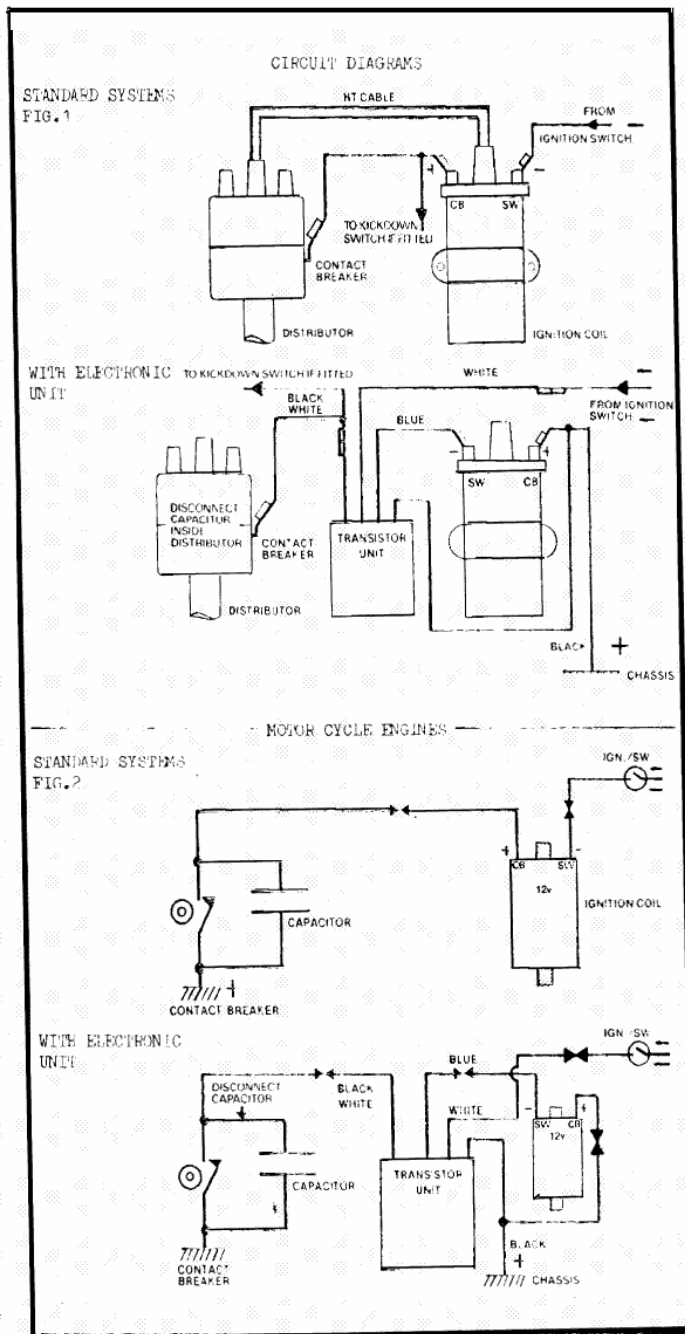 CIRCUIT DIAGRAMS
STANDARD SYSTEMS
FIG.1
HT CABLE
FROM
IGNITION SWITCH
+
-
CB SW
TO KICKDOWN
SWITCH IF FITTED
CONTACT
BREAKER
DISTRIBUTOR
IGNITION COIL
WITH ELECTRONIC
UNIT
TO KICKDOWN SWITCH IF FITTED
WHITE
BLACK
WHITE
FROM IGNITION
SWITCH
BLUE
- +
SW CB
DISCONNECT
CAPACITOR
INSIDE
DISTRIBUTOR
CONTACT
BREAKER
TRANSISTOR
UNIT
DISTRIBUTOR
BLACK +
CHASSIS
MOTOR CYCLE ENGINES
STANDARD SYSTEMS
FIG.2
IGN./SW
+ -
CB SW
12v
IGNITION COIL
CAPACITOR
+
CONTACT BREAKER
WITH ELECTRONIC
UNIT
IGN./SW
BLUE
DISCONNECT
CAPACITOR
BLACK
WHITE
WHITE
- +
SW CB
12v
CAPACITOR
TRANSISTOR
UNIT
BLACK
+
CONTACT
BREAKER
CHASSIS